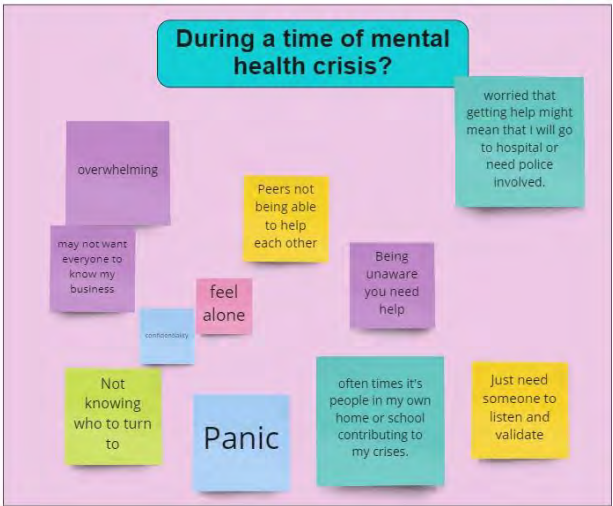 During a time of mental
health crisis?
worried that
getting help might
mean that I will go
to hospital or
need police
involved.
overwhelming
Peers not
being able
to help
each other
may not want
everyone to
know my
business
Being
unaware
you need
help
feel
alone
confidentiality
Not
knowing
who to turn
to
Panic
often times it's
people in my own
home or school
contributing to
my crises.
Just need
someone to
listen and
validate